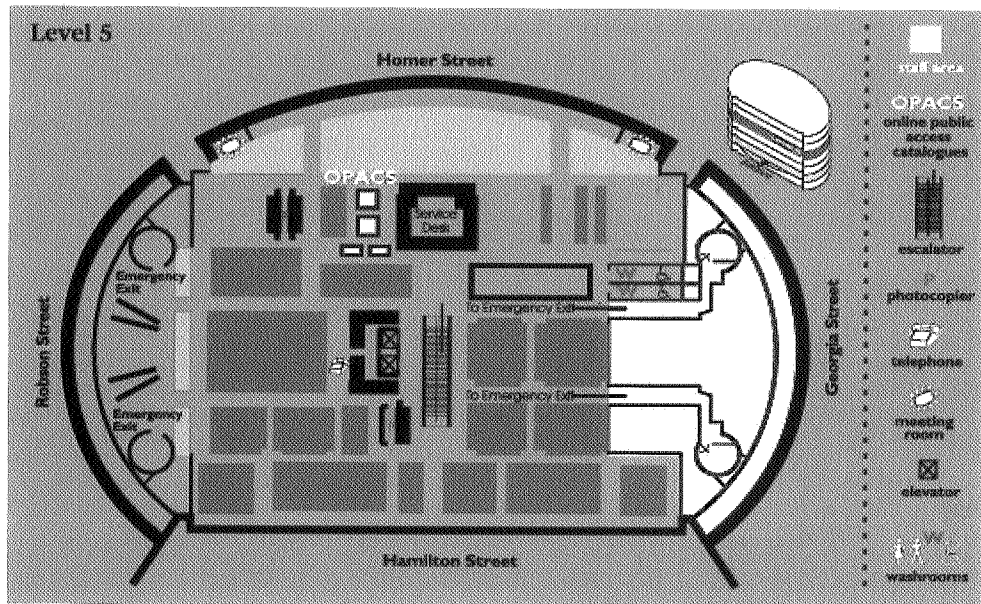 Level 5
Homer Street
staff area
OPACS
online public
access
catalogues
OPACS
Service
Desk
escalator
Emergency
Exit
W
W
photocopier
P
To Emergency Exit
Robson Street
Georgia Street
telephone
To Emergency Exit
Emergency
Exit
meeting
room
elevator
Hamilton Street
W
washrooms